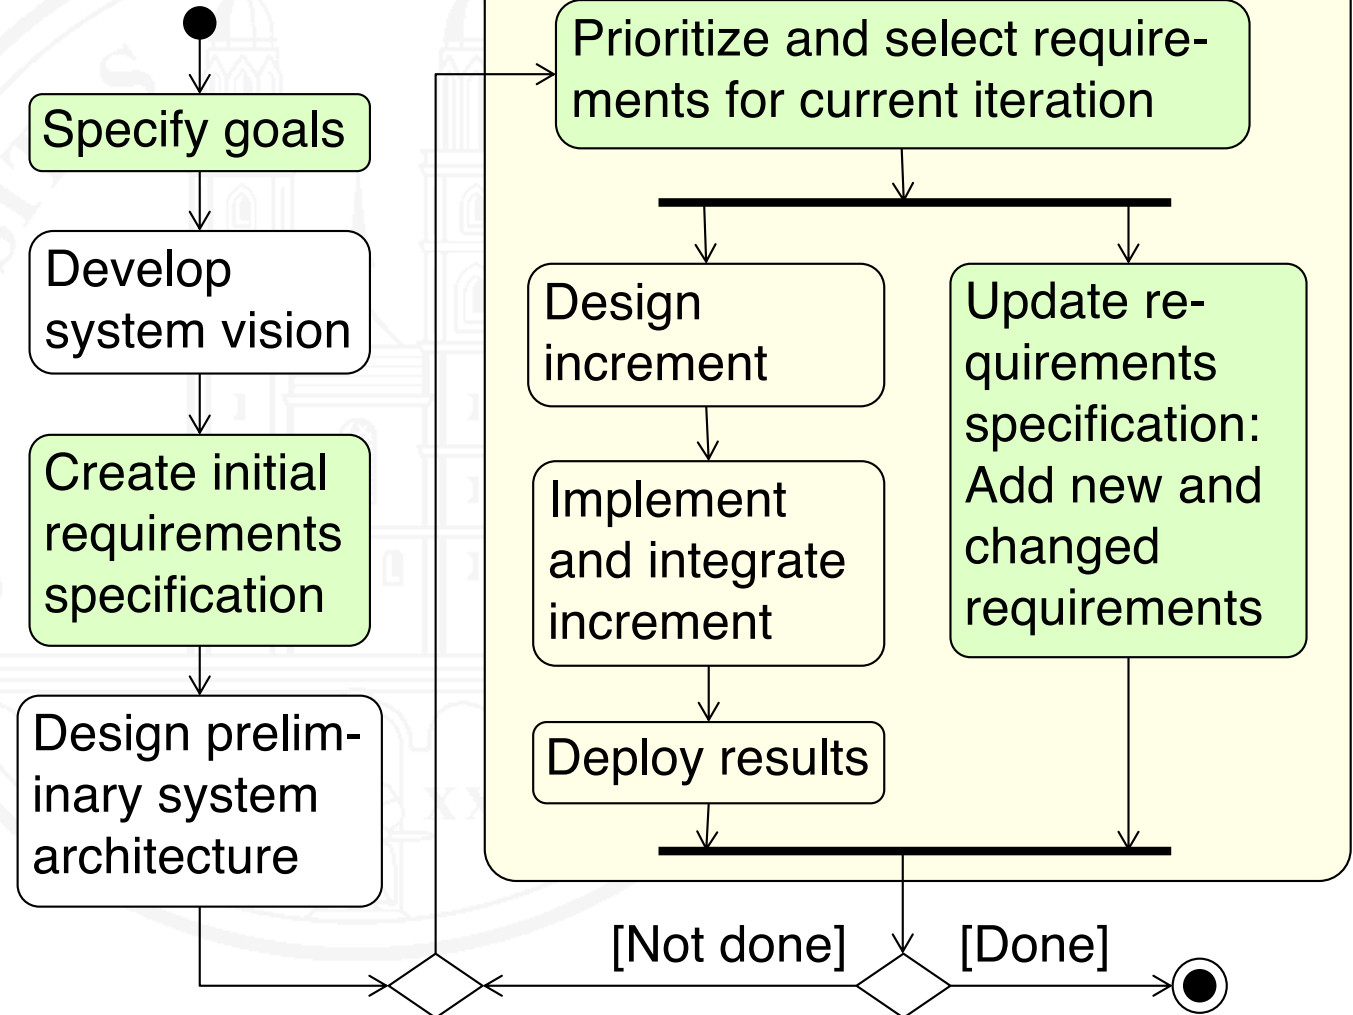 Specify goals
Develop
system vision
Create initial
requirements
specification
Design prelim-
inary system
architecture
Prioritize and select require-
ments for current iteration
Design
increment
Implement
and integrate
increment
Deploy results
Update re-
quirements
specification:
Add new and
changed
requirements
[Not done]
[Done]